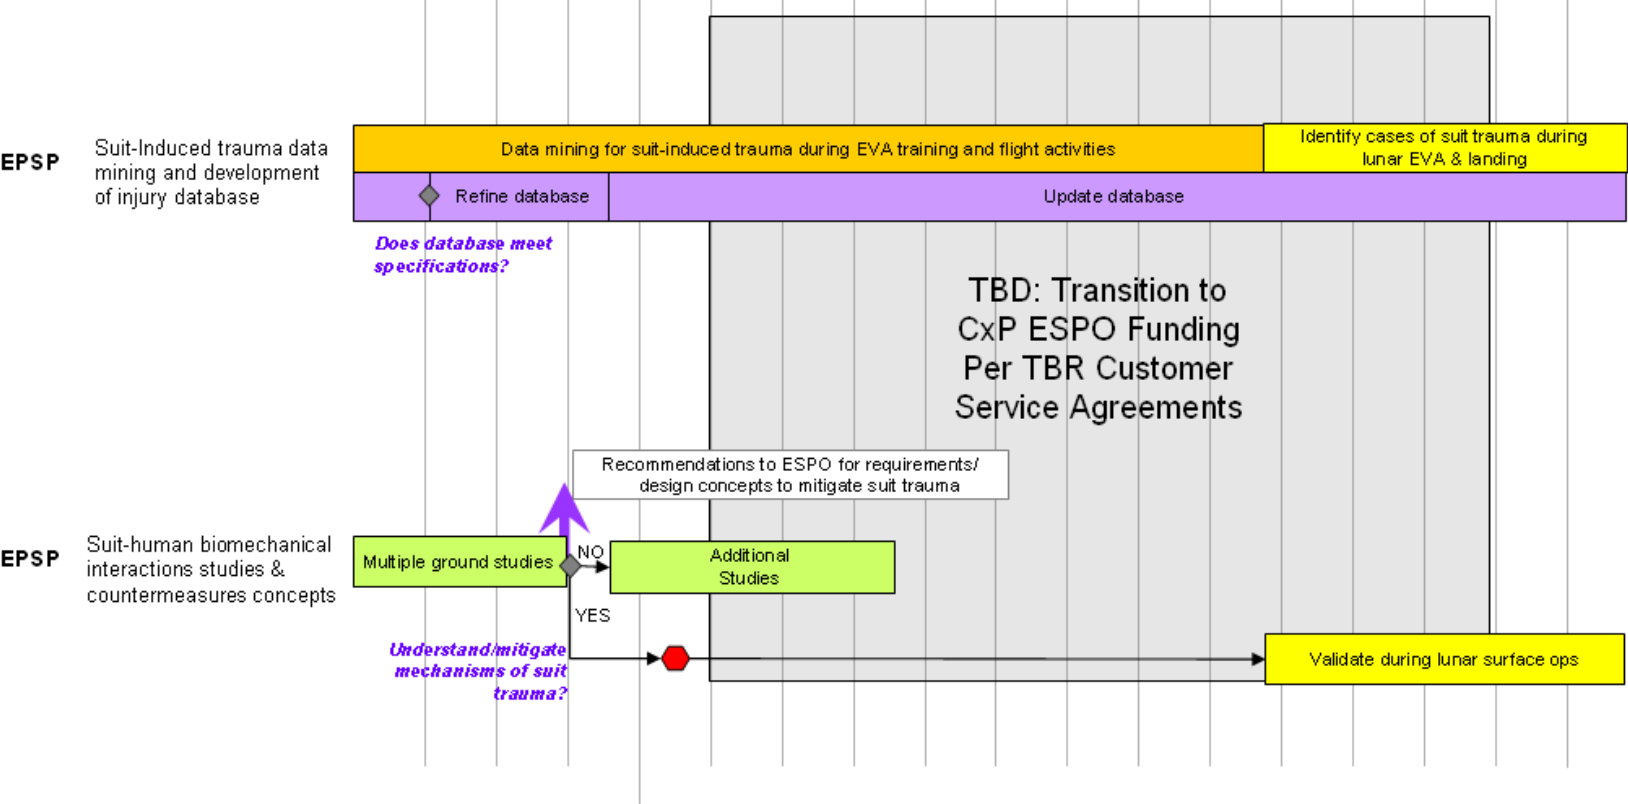 EPSP
Suit-Induced trauma data
mining and development
of injury database
Data mining for suit-induced trauma during EVA training and flight activities
Identify cases of suit trauma during
lunar EVA & landing
Refine database
Update database
Does database meet
specifications?
TBD: Transition to
CxP ESPO Funding
Per TBR Customer
Service Agreements
Recommendations to ESPO for requirements/
design concepts to mitigate suit trauma
EPSP
Suit-human biomechanical
interactions studies &
countermeasures concepts
Multiple ground studies
NO
Additional
Studies
YES
Understand/mitigate
mechanisms of suit
trauma?
Validate during lunar surface ops